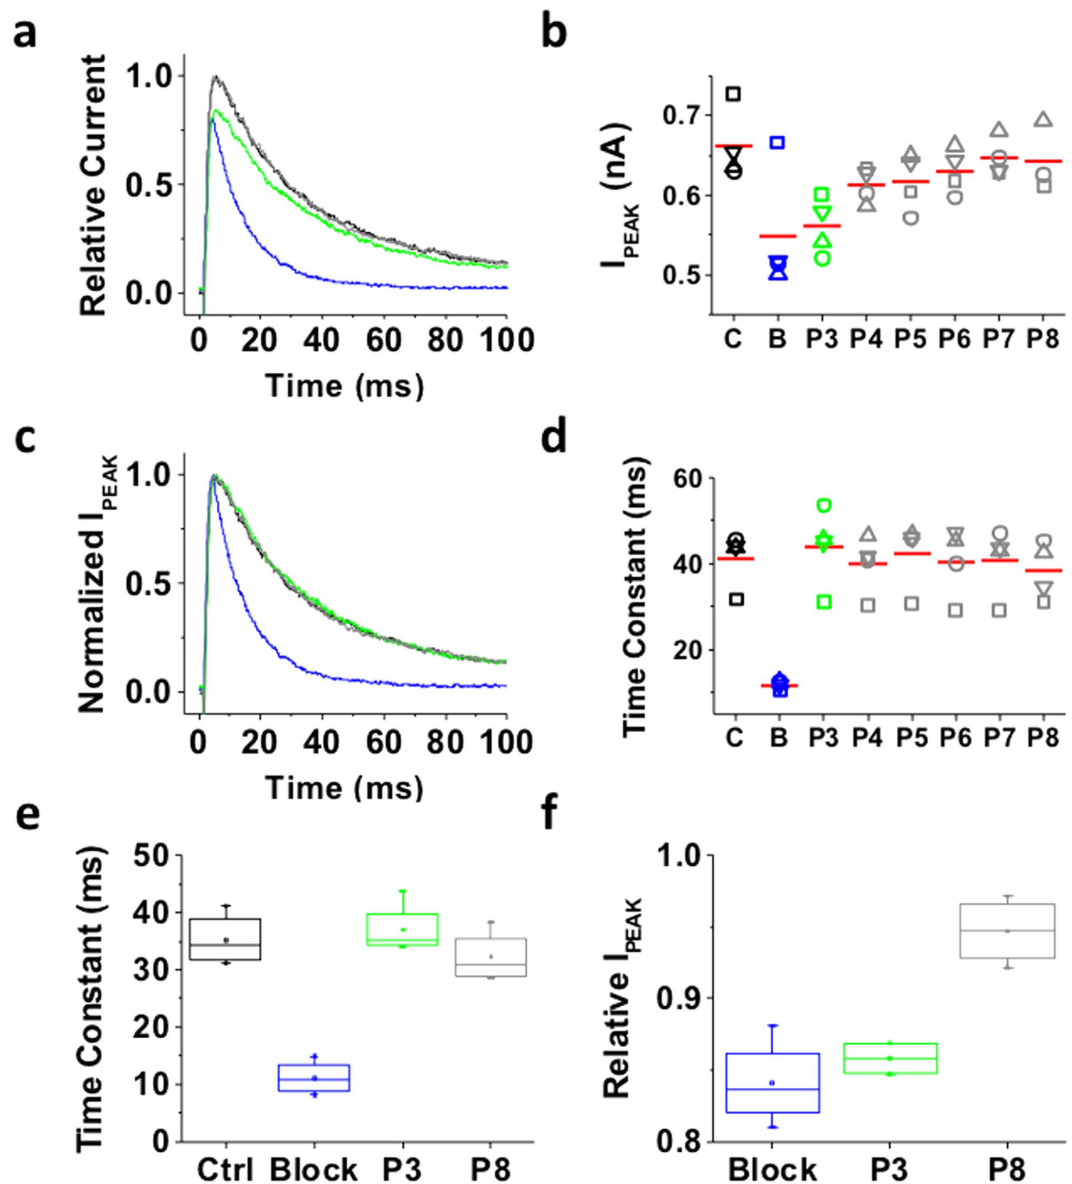 a
b
Relative Current
1.0
0.5
0.0
0 20 40 60 80 100
Time (ms)
I_PEAK (nA)
0.7
0.6
0.5
C B P3 P4 P5 P6 P7 P8
c
d
Normalized I_PEAK
1.0
0.5
0.0
0 20 40 60 80 100
Time (ms)
Time Constant (ms)
60
40
20
C B P3 P4 P5 P6 P7 P8
e
f
Time Constant (ms)
50
40
30
20
10
0
Ctrl Block P3 P8
Relative I_PEAK
1.0
0.9
0.8
Block P3 P8